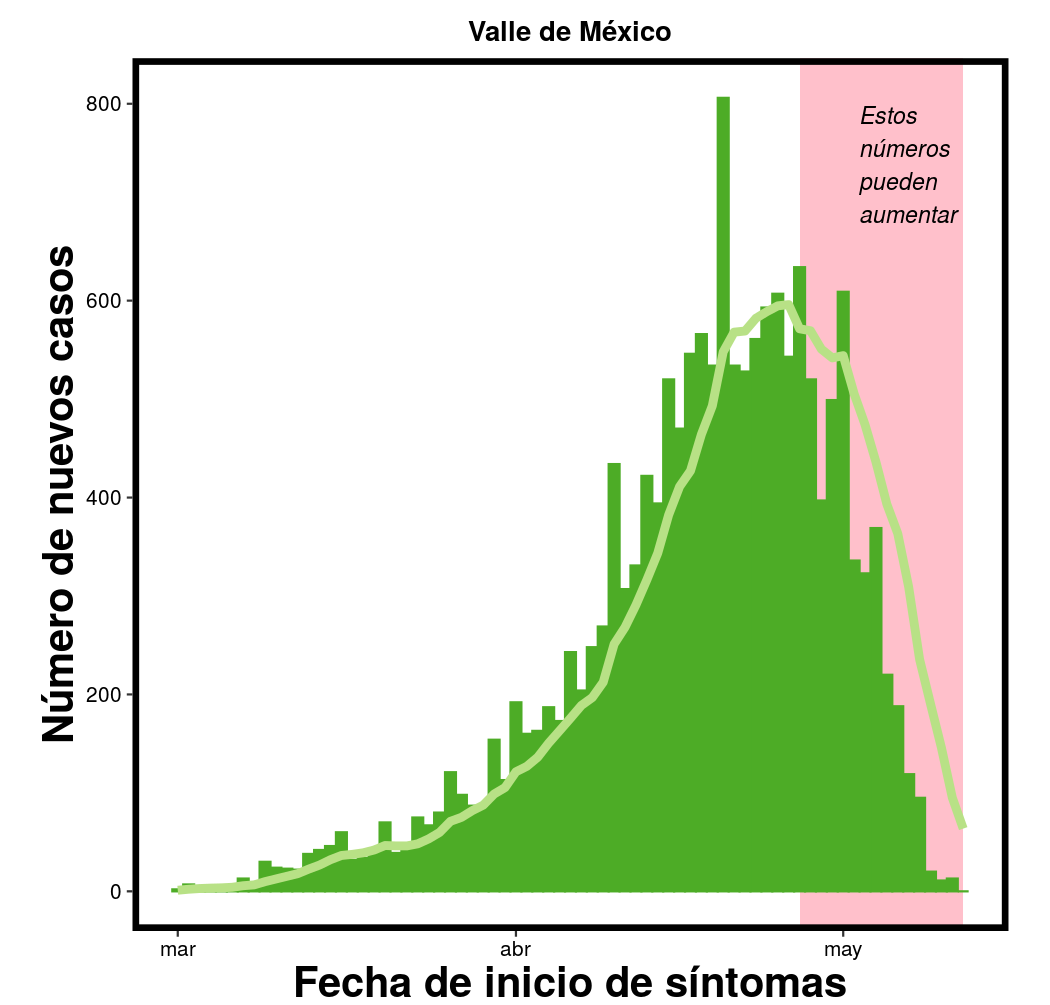 Valle de México
Estos
números
pueden
aumentar
Número de nuevos casos
800
600
400
200
0
mar
abr
may
Fecha de inicio de síntomas